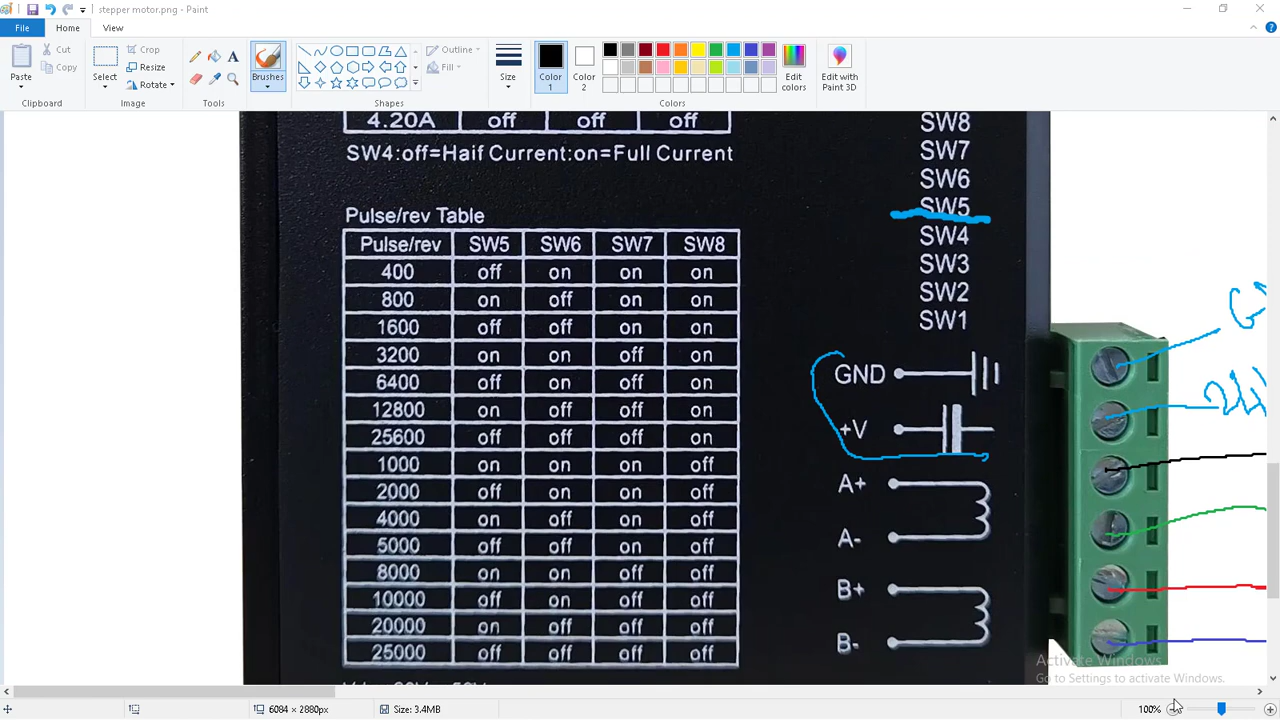 stepper motor.png - Paint
File Home View
Paste Cut Copy Clipboard
Select Crop Resize Rotate Image
A Tools
Brushes
Shapes Outline Fill
Size
Color 1 Color 2 Colors
Edit colors
Edit with Paint 3D
4.20A off off off
SW4:off=Haif Current:on=Full Current
Pulse/rev Table
Pulse/rev SW5 SW6 SW7 SW8
400 off on on on
800 on off on on
1600 off off on on
3200 on on off on
6400 off on off on
12800 on off off on
25600 off off off on
1000 on on on off
2000 off on on off
4000 on off on off
5000 off off on off
8000 on on off off
10000 off on off off
20000 on off off off
25000 off off off off
SW8
SW7
SW6
SW5
SW4
SW3
SW2
SW1
GND
+V
A+
A-
B+
B-
Activate Windows
Go to Settings to activate Windows.
6084 × 2880px Size: 3.4MB 100%